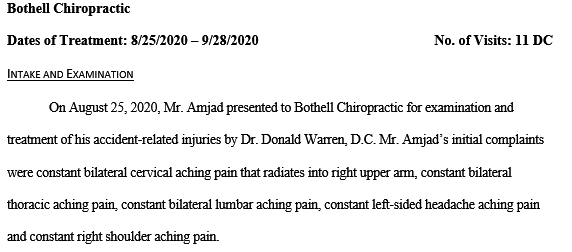 Bothell Chiropractic
Dates of Treatment: 8/25/2020 – 9/28/2020 No. of Visits: 11 DC
INTAKE AND EXAMINATION
On August 25, 2020, Mr. Amjad presented to Bothell Chiropractic for examination and
treatment of his accident-related injuries by Dr. Donald Warren, D.C. Mr. Amjad's initial complaints
were constant bilateral cervical aching pain that radiates into right upper arm, constant bilateral
thoracic aching pain, constant bilateral lumbar aching pain, constant left-sided headache aching pain
and constant right shoulder aching pain.